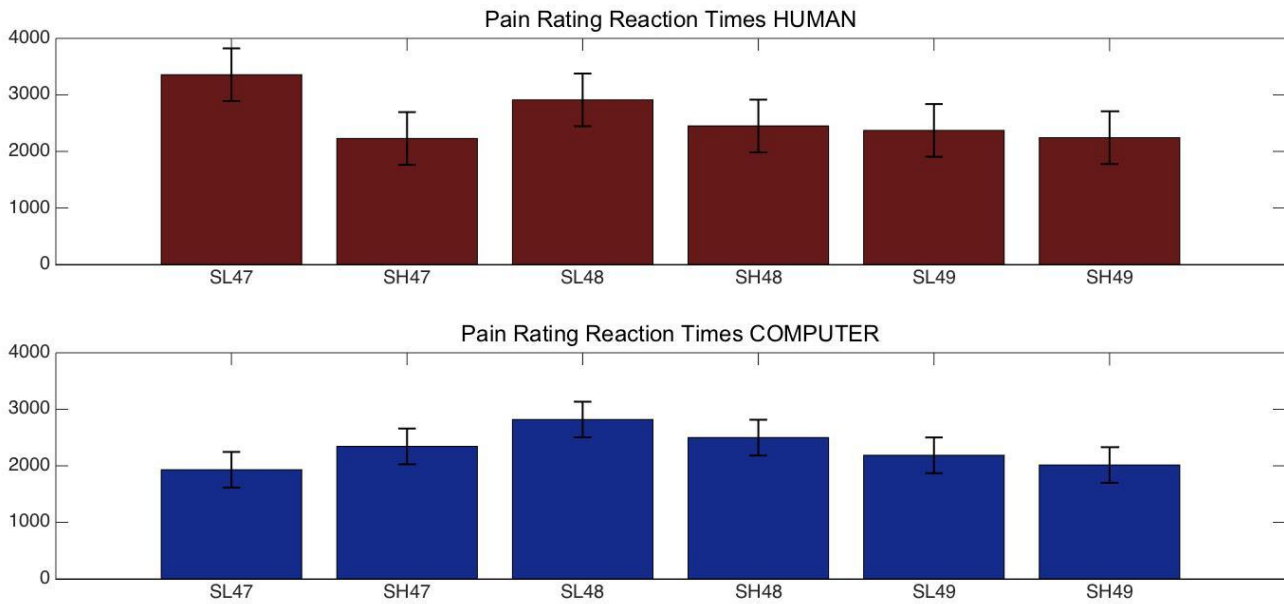 Pain Rating Reaction Times HUMAN
4000
3000
2000
1000
0
SL47 SH47 SL48 SH48 SL49 SH49
Pain Rating Reaction Times COMPUTER
4000
3000
2000
1000
0
SL47 SH47 SL48 SH48 SL49 SH49